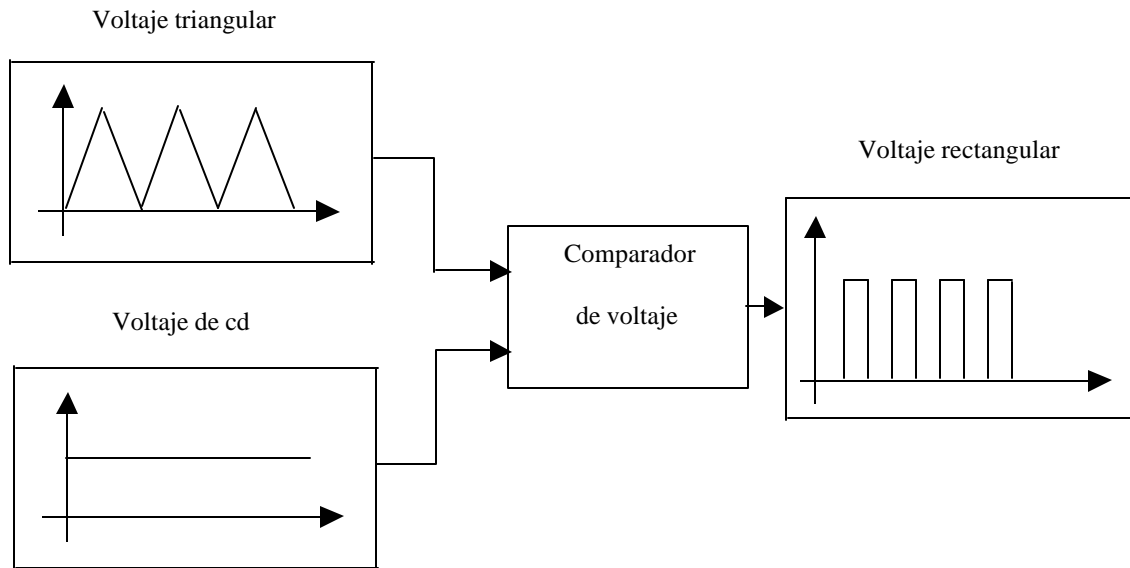 Voltaje triangular
Voltaje rectangular
Comparador
de voltaje
Voltaje de cd